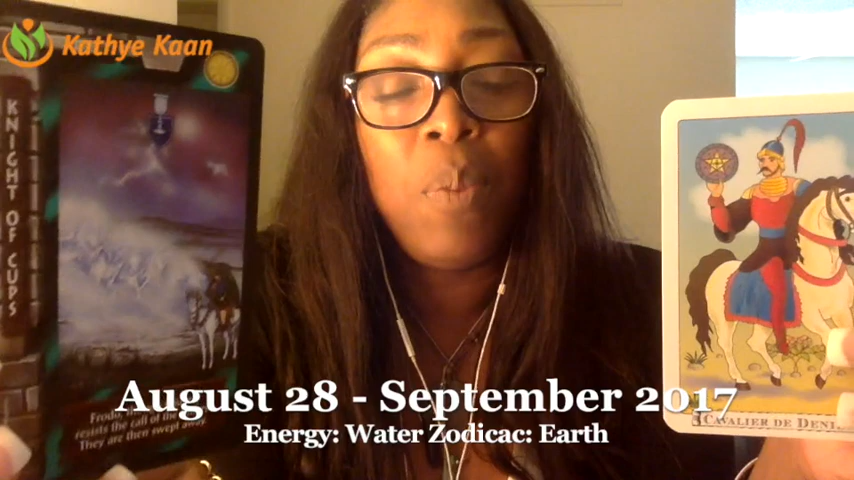 Kathye Kaan
KNIGHT OF CUPS
Frodo,
resists the call of the
They are then swept away.
CAVALIER DE DENI
August 28 - September 2017
Energy: Water Zodicac: Earth